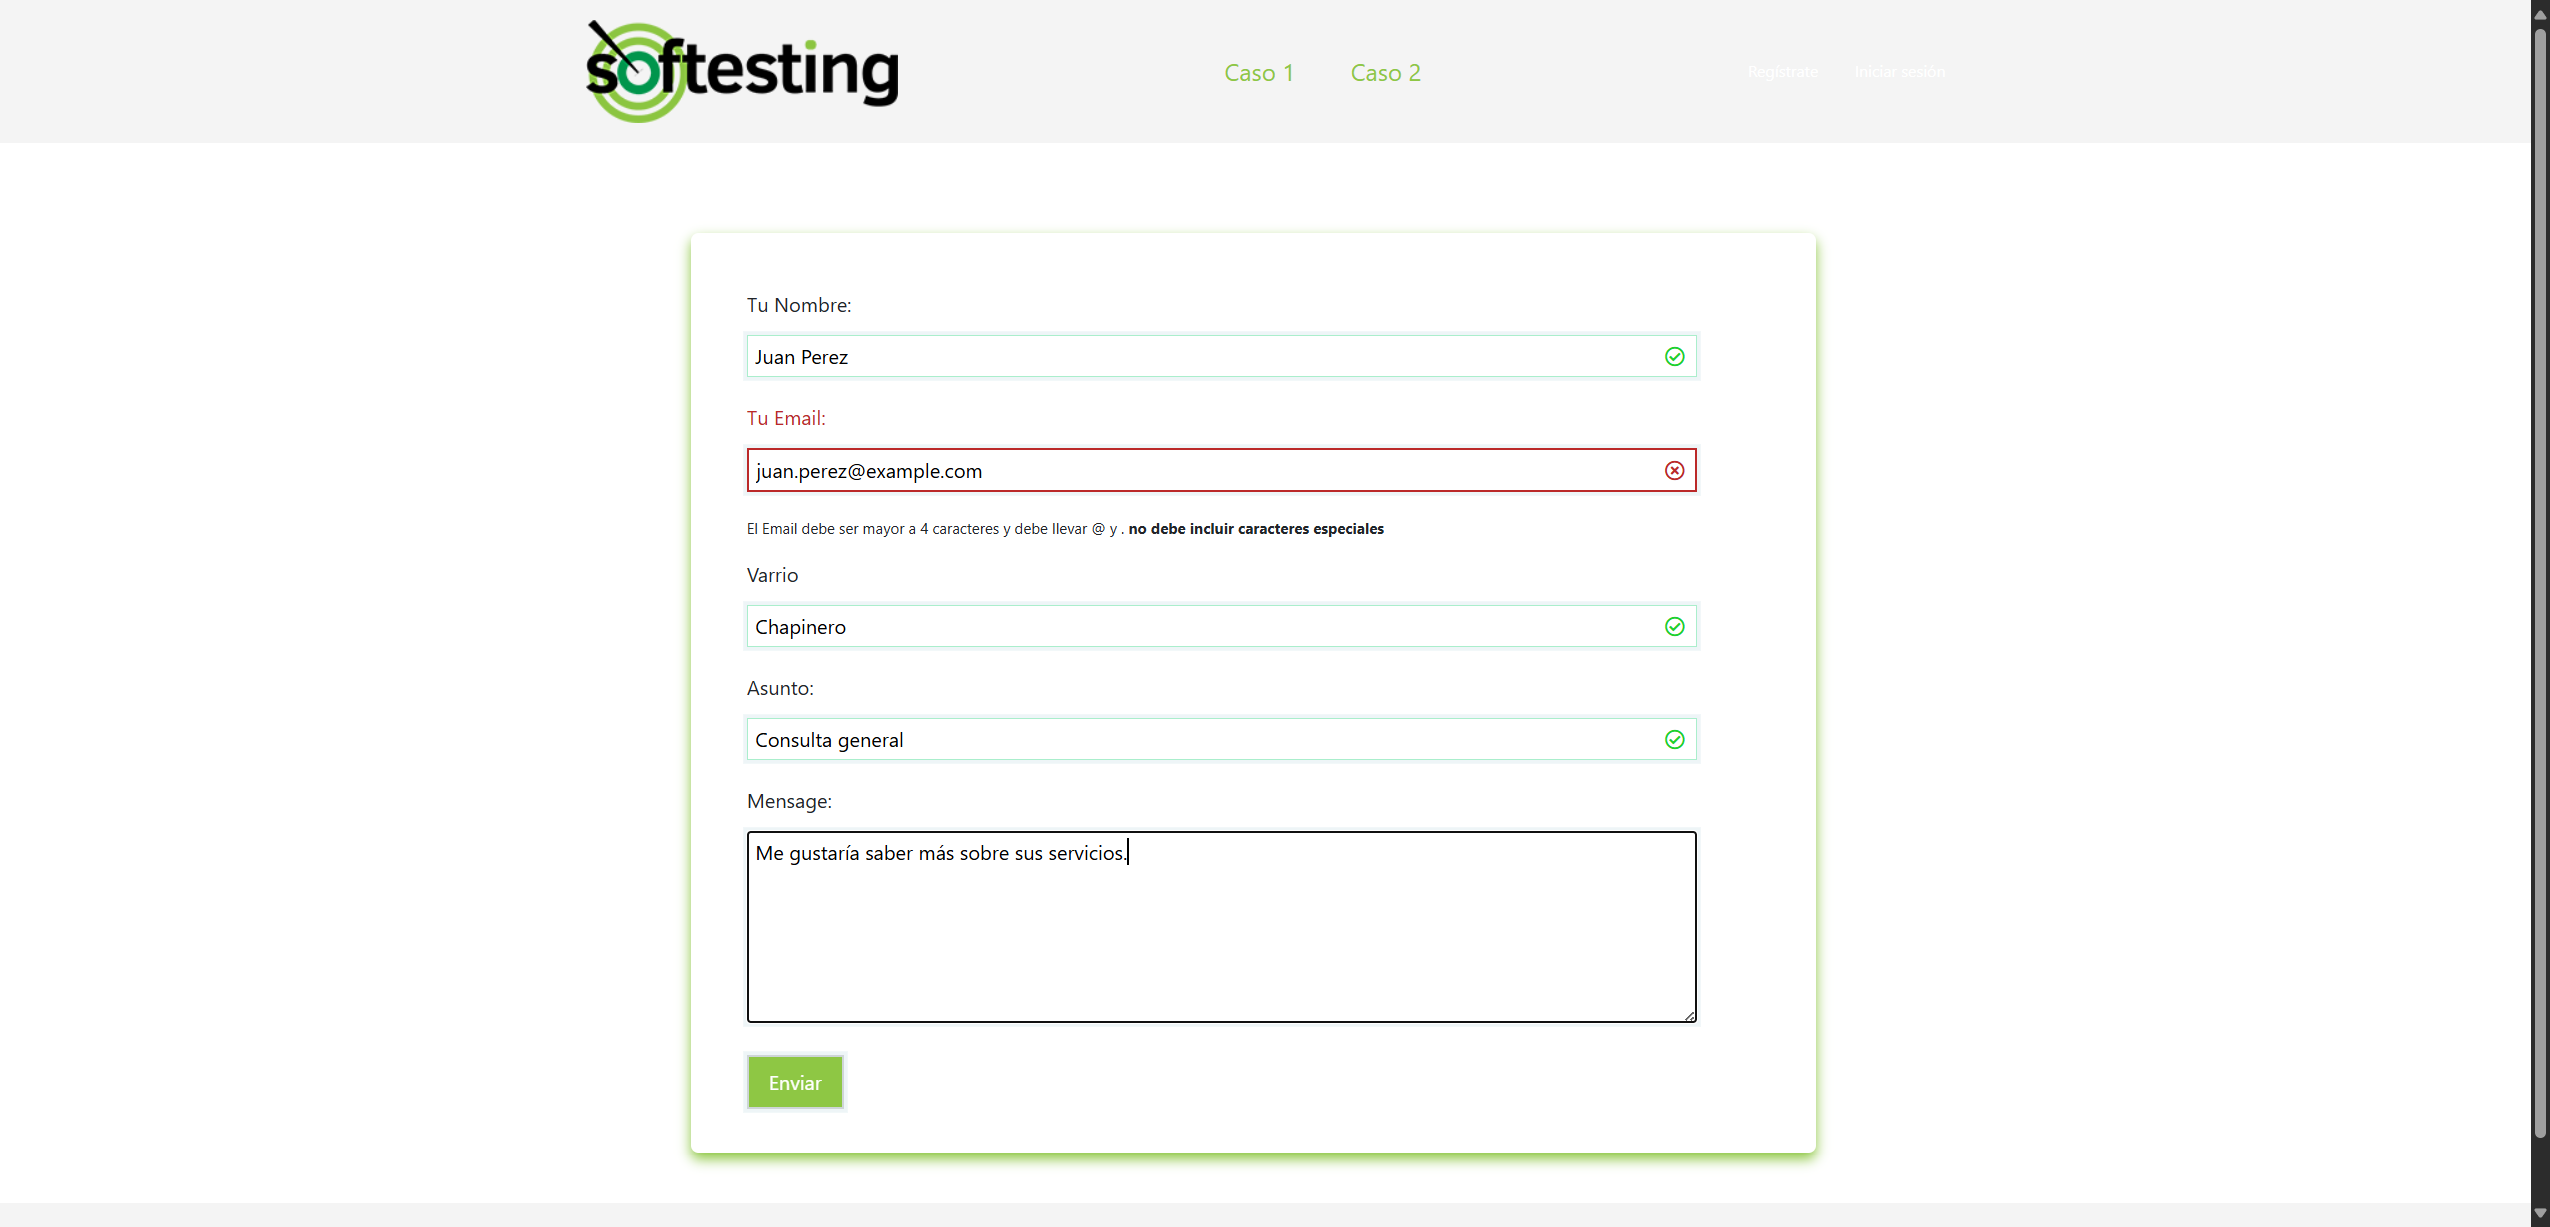 softesting
Caso 1 Caso 2
Regístrate Iniciar sesión
Tu Nombre:
Juan Perez
Tu Email:
juan.perez@example.com
El Email debe ser mayor a 4 caracteres y debe llevar @ y . no debe incluir caracteres especiales
Varrio
Chapinero
Asunto:
Consulta general
Mensage:
Me gustaría saber más sobre sus servicios.
Enviar